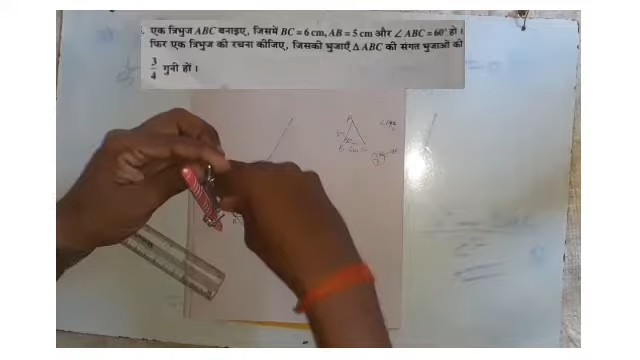 एक त्रिभुज ABC बनाइए, जिसमें BC = 6 cm, AB = 5 cm और ∠ ABC = 60° हो।
फिर एक त्रिभुज की रचना कीजिए, जिसकी भुजाएँ Δ ABC की संगत भुजाओं की
3/4 गुनी हों।